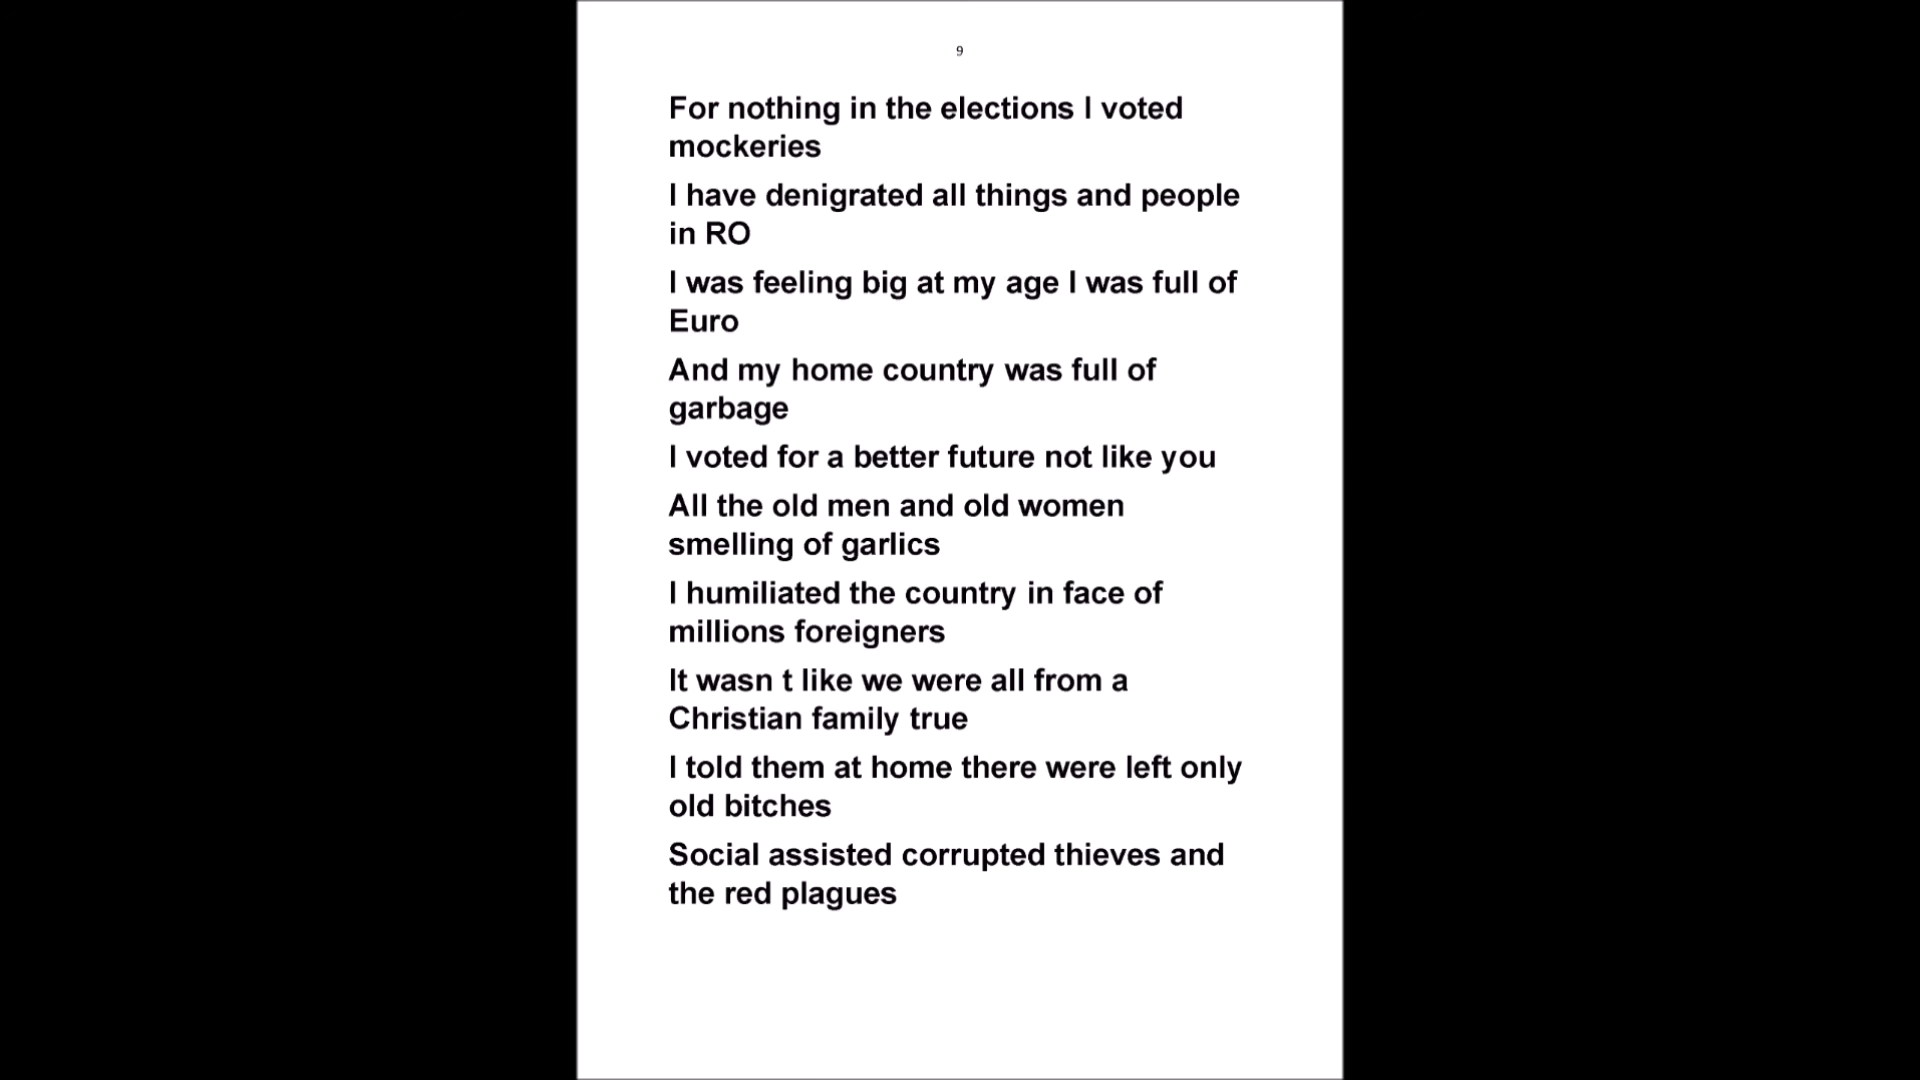 9
For nothing in the elections I voted
mockeries
I have denigrated all things and people
in RO
I was feeling big at my age I was full of
Euro
And my home country was full of
garbage
I voted for a better future not like you
All the old men and old women
smelling of garlics
I humiliated the country in face of
millions foreigners
It wasn t like we were all from a
Christian family true
I told them at home there were left only
old bitches
Social assisted corrupted thieves and
the red plagues